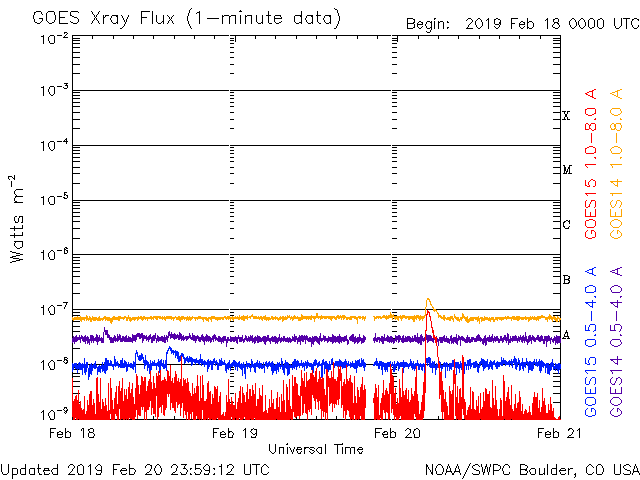 GOES Xray Flux (1-minute data)
Begin: 2019 Feb 18 0000 UTC
10⁻²
10⁻³
10⁻⁴
10⁻⁵
10⁻⁶
10⁻⁷
10⁻⁸
10⁻⁹
Watts m⁻²
X
M
C
B
A
GOES15 0.5-4.0 A GOES15 1.0-8.0 A
GOES14 0.5-4.0 A GOES14 1.0-8.0 A
Feb 18 Feb 19 Feb 20 Feb 21
Universal Time
Updated 2019 Feb 20 23:59:12 UTC NOAA/SWPC Boulder, CO USA